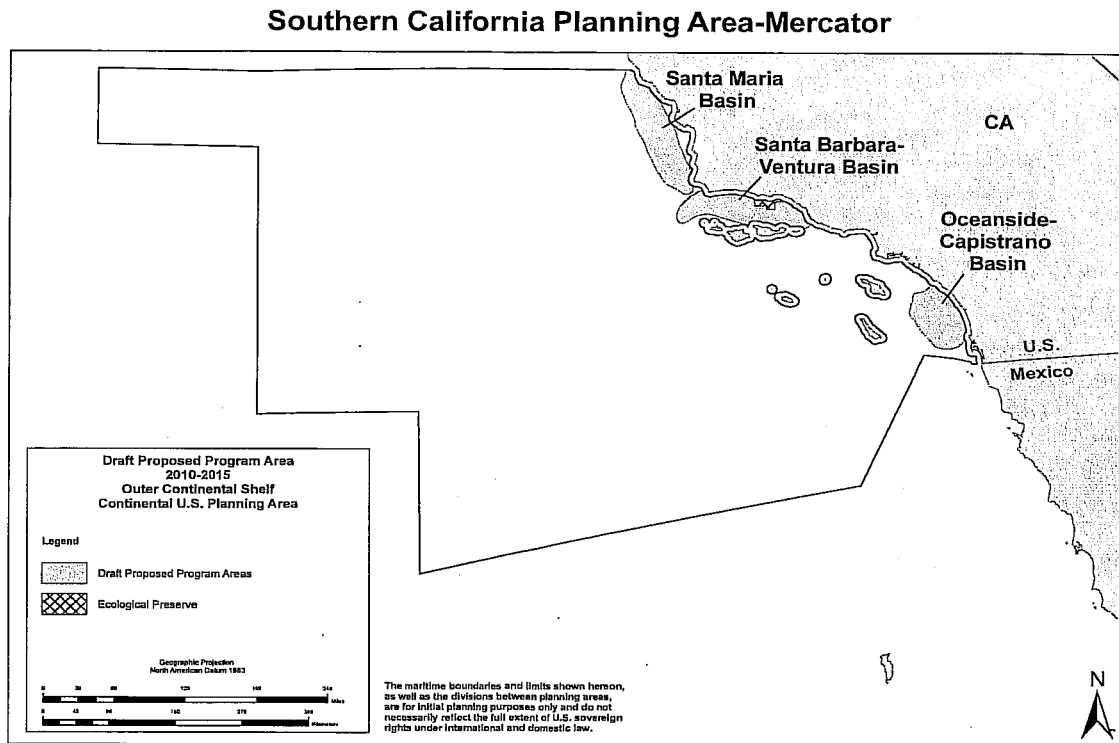 Southern California Planning Area-Mercator
Santa Maria
Basin
CA
Santa Barbara-
Ventura Basin
Oceanside-
Capistrano
Basin
U.S.
Mexico
Draft Proposed Program Area
2010-2015
Outer Continental Shelf
Continental U.S. Planning Area
Legend
Draft Proposed Program Areas
Ecological Preserve
Geographic Projection
North American Datum 1983
Miles
Kilometers
The maritime boundaries and limits shown hereon,
as well as the divisions between planning areas,
are for initial planning purposes only and do not
necessarily reflect the full extent of U.S. sovereign
rights under international and domestic law.
N